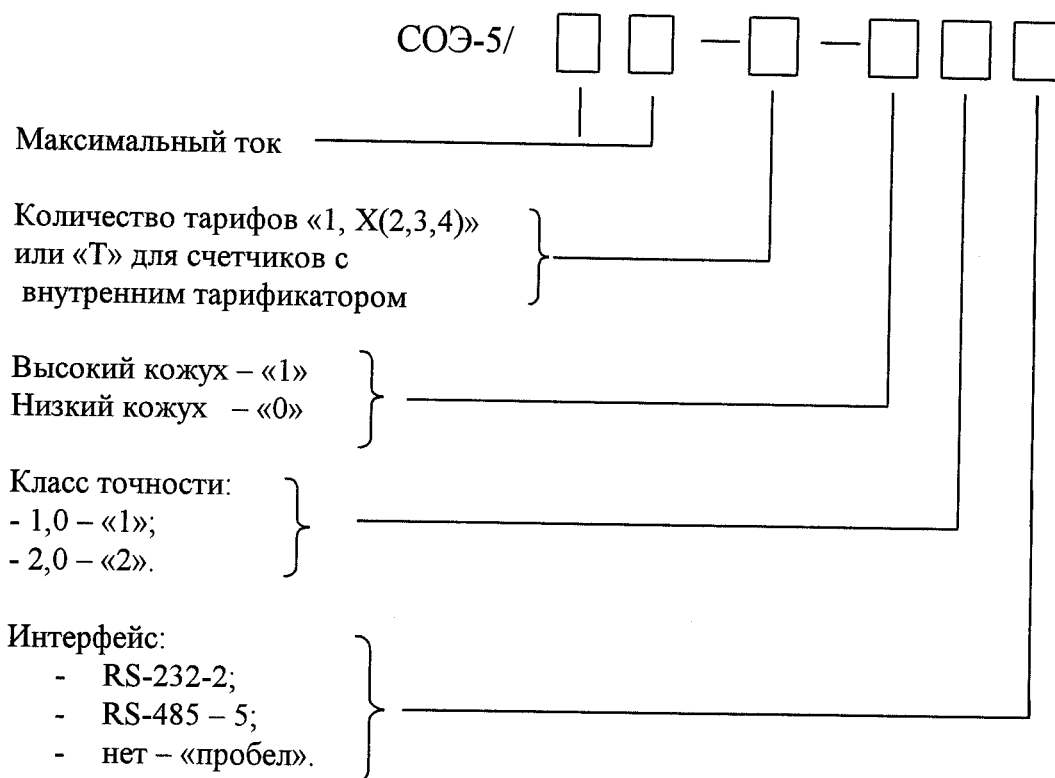 СОЭ-5/ □ □ — □ — □ □ □
Максимальный ток
Количество тарифов «1, Х(2,3,4)»
или «Т» для счетчиков с
внутренним тарификатором
Высокий кожух – «1»
Низкий кожух – «0»
Класс точности:
- 1,0 – «1»;
- 2,0 – «2».
Интерфейс:
- RS-232-2;
- RS-485 – 5;
- нет – «пробел».